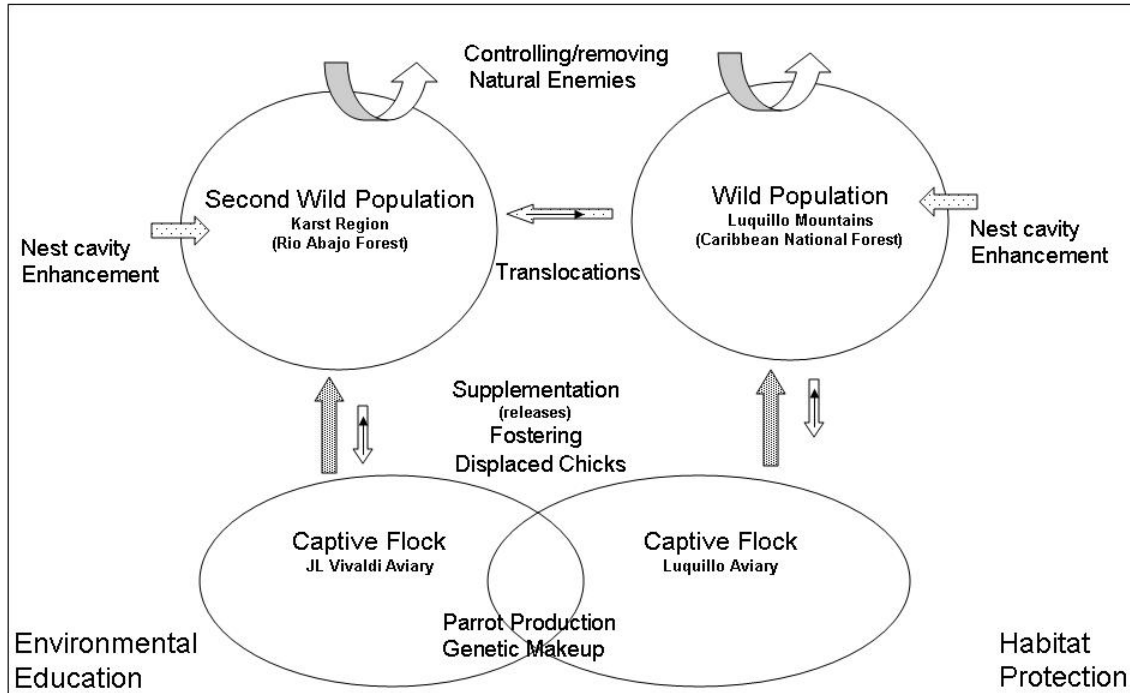 Controlling/removing
Natural Enemies
Second Wild Population
Karst Region
(Rio Abajo Forest)
Wild Population
Luquillo Mountains
(Caribbean National Forest)
Nest cavity
Enhancement
Nest cavity
Enhancement
Translocations
Supplementation
(releases)
Fostering
Displaced Chicks
Captive Flock
JL Vivaldi Aviary
Captive Flock
Luquillo Aviary
Parrot Production
Genetic Makeup
Environmental
Education
Habitat
Protection